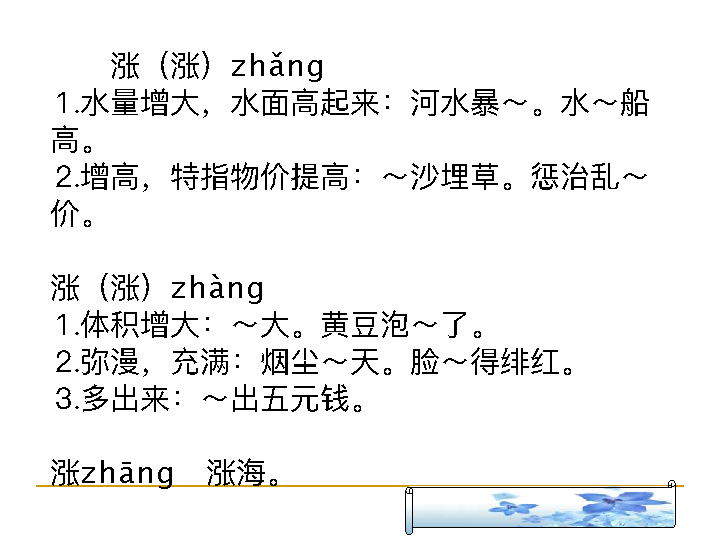 涨（涨）zhǎng
1.水量增大，水面高起来：河水暴～。水～船
高。
2.增高，特指物价提高：～沙埋草。惩治乱～
价。
涨（涨）zhàng
1.体积增大：～大。黄豆泡～了。
2.弥漫，充满：烟尘～天。脸～得绯红。
3.多出来：～出五元钱。
涨zhāng　涨海。